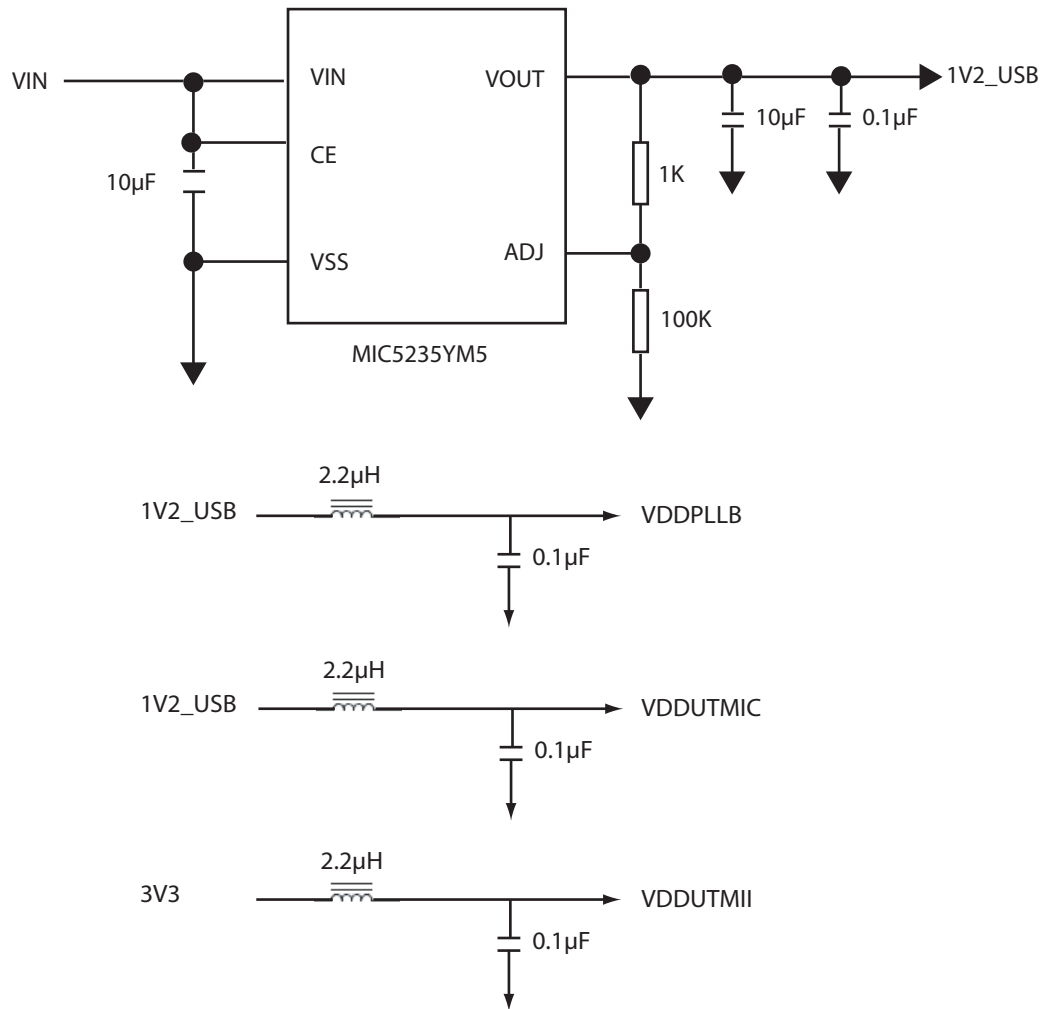 VIN
VIN
VOUT
1V2_USB
10µF
0.1µF
CE
10µF
1K
VSS
ADJ
100K
MIC5235YM5
2.2µH
1V2_USB
VDDPLLB
0.1µF
2.2µH
1V2_USB
VDDUTMIC
0.1µF
2.2µH
3V3
VDDUTMII
0.1µF